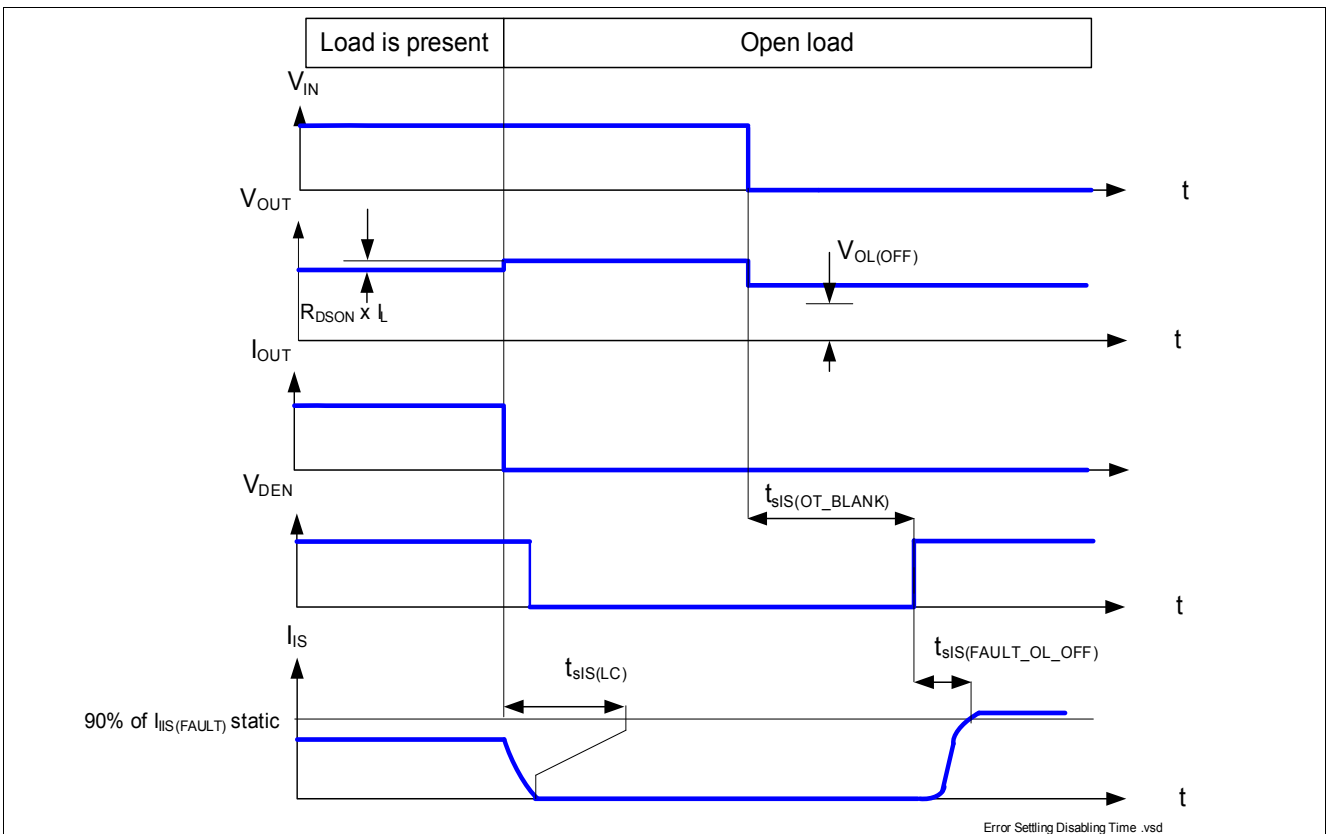 Load is present
Open load
VIN
t
VOUT
VOL(OFF)
RDSON x IL
t
IOUT
t
VDEN
tsIS(OT_BLANK)
t
IIS
tsIS(LC)
tsIS(FAULT_OL_OFF)
90% of IIIS(FAULT) static
t
Error Settling Disabling Time .vsd